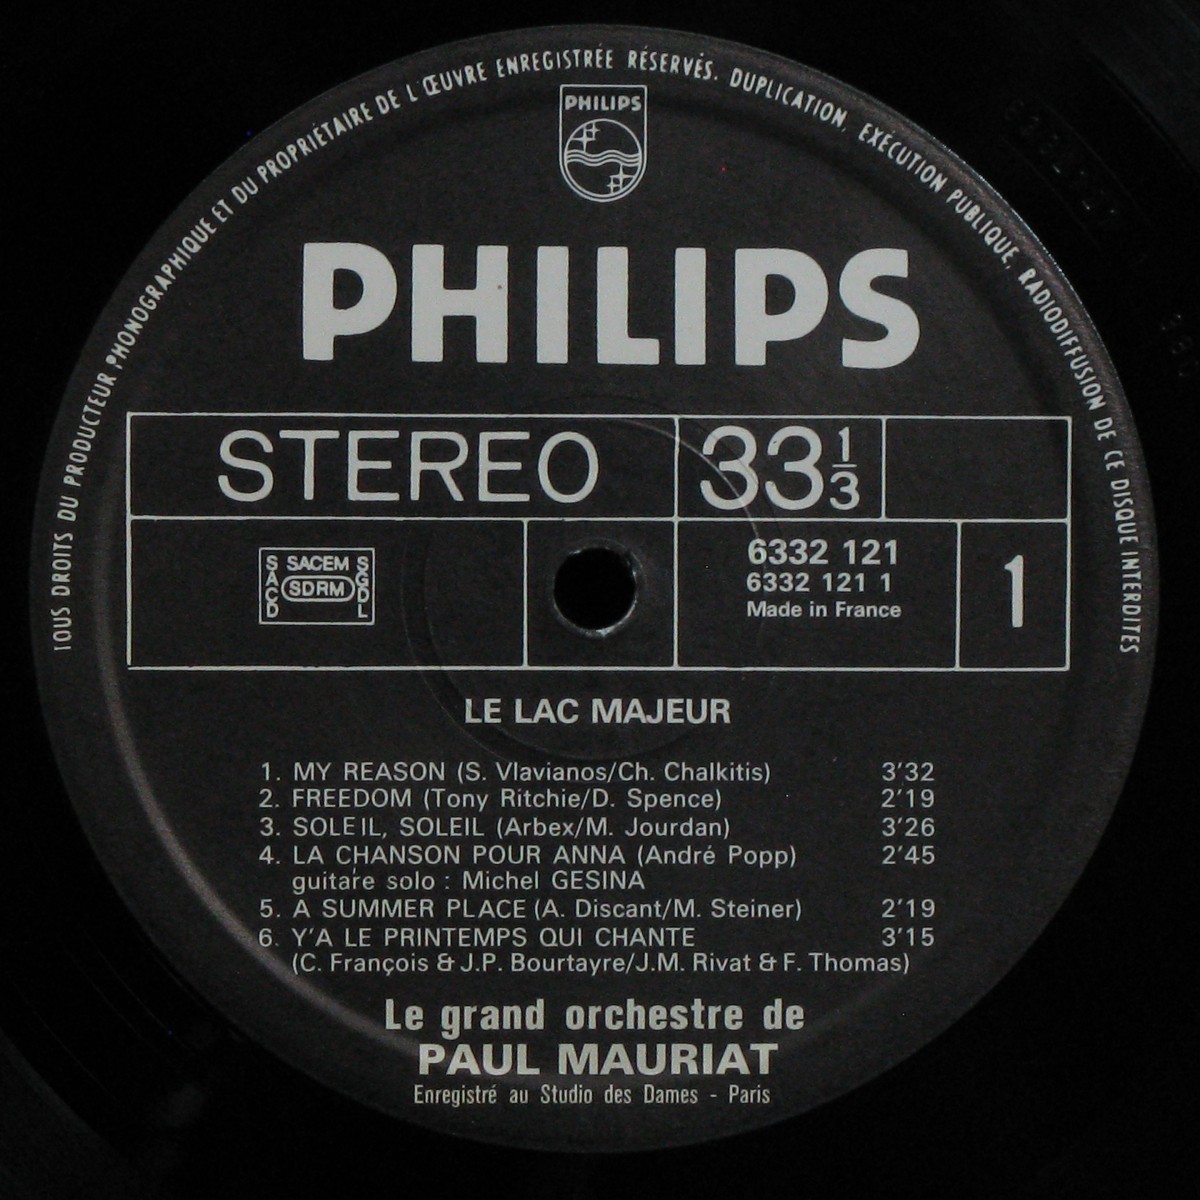 TOUS DROITS DU PRODUCTEUR PHONOGRAPHIQUE ET DU PROPRIÉTAIRE DE L'ŒUVRE ENREGISTRÉE RÉSERVÉS. DUPLICATION, EXÉCUTION PUBLIQUE, RADIODIFFUSION DE CE DISQUE INTERDITES
PHILIPS
PHILIPS
STEREO 33 1/3
SACEM
SACD SDRM SGDL
6332 121
6332 121 1
Made in France
1
LE LAC MAJEUR
1. MY REASON (S. Vlavianos/Ch. Chalkitis) 3'32
2. FREEDOM (Tony Ritchie/D. Spence) 2'19
3. SOLEIL, SOLEIL (Arbex/M. Jourdan) 3'26
4. LA CHANSON POUR ANNA (André Popp) 2'45
guitare solo : Michel GESINA
5. A SUMMER PLACE (A. Discant/M. Steiner) 2'19
6. Y'A LE PRINTEMPS QUI CHANTE 3'15
(C. François & J.P. Bourtayre/J.M. Rivat & F. Thomas)
Le grand orchestre de
PAUL MAURIAT
Enregistré au Studio des Dames - Paris